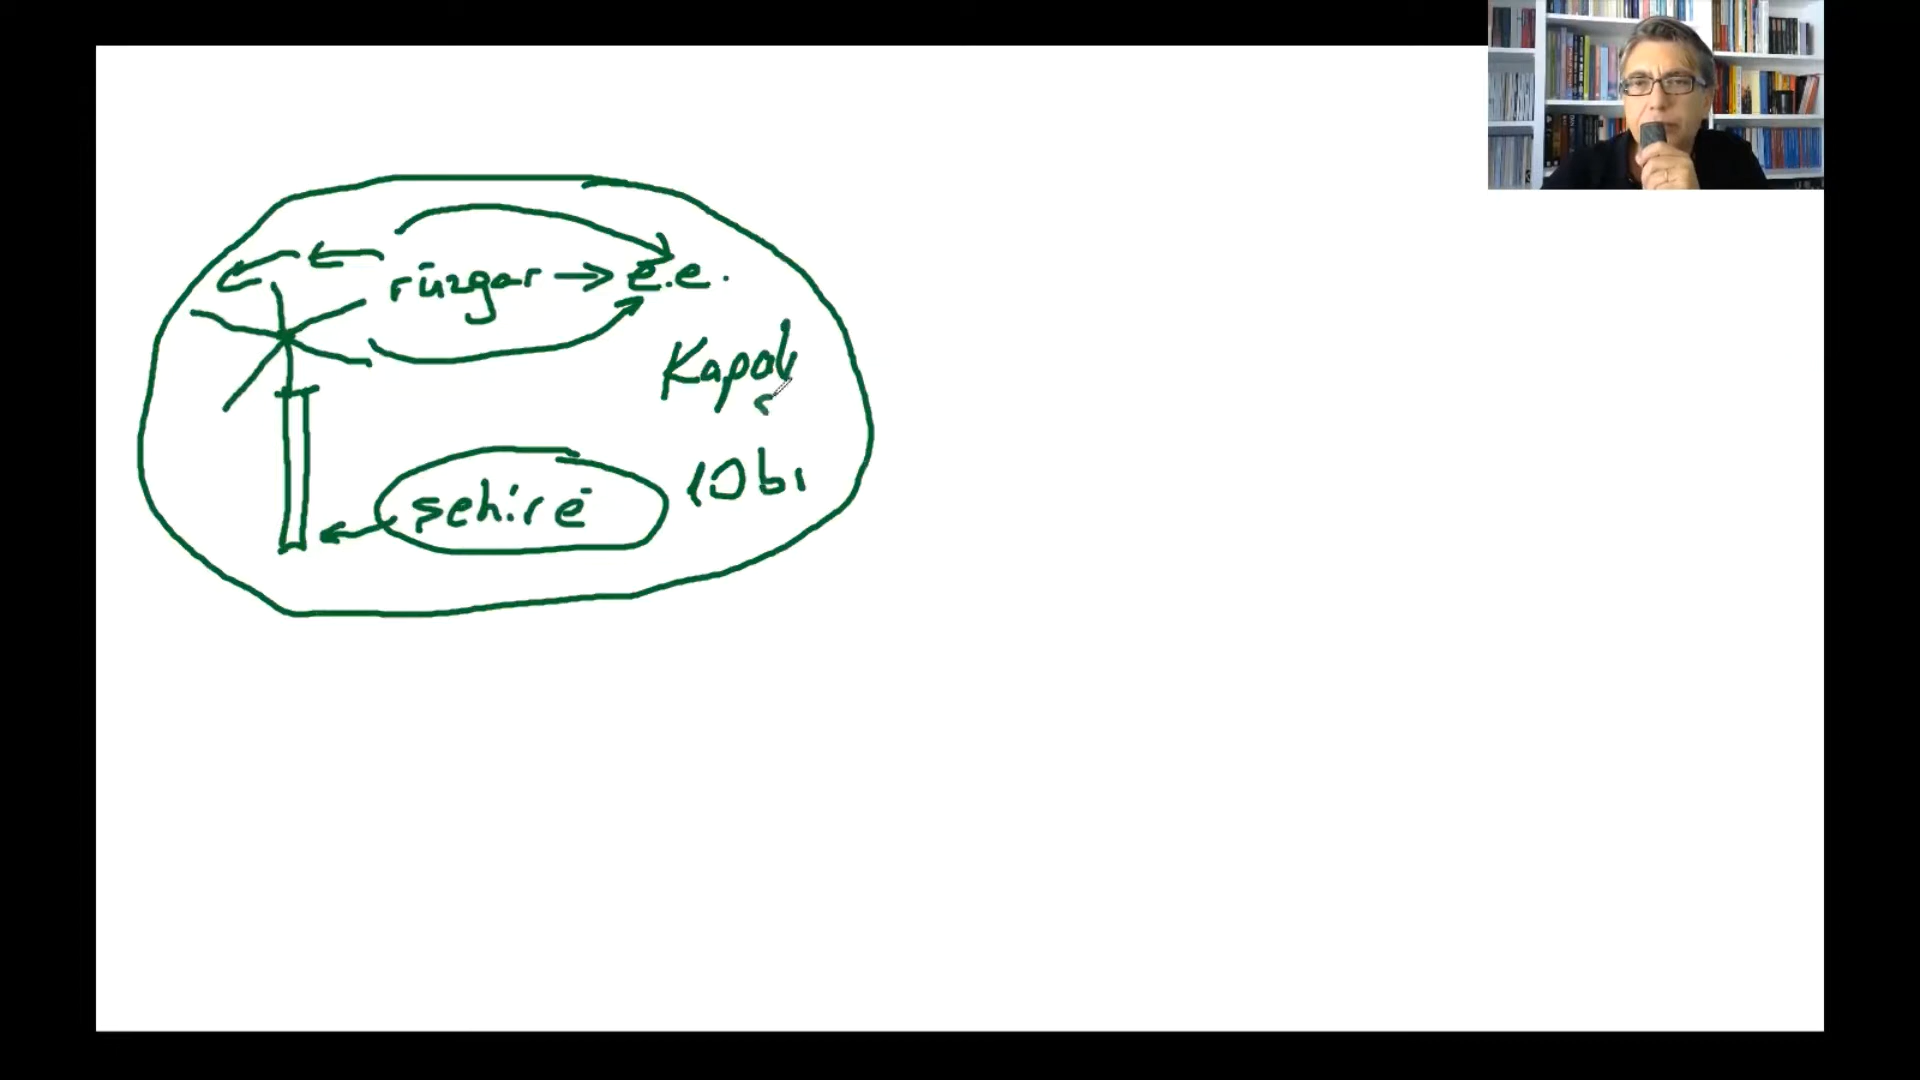 rüzgar → e.e.
Kapalı
10bı
şehire